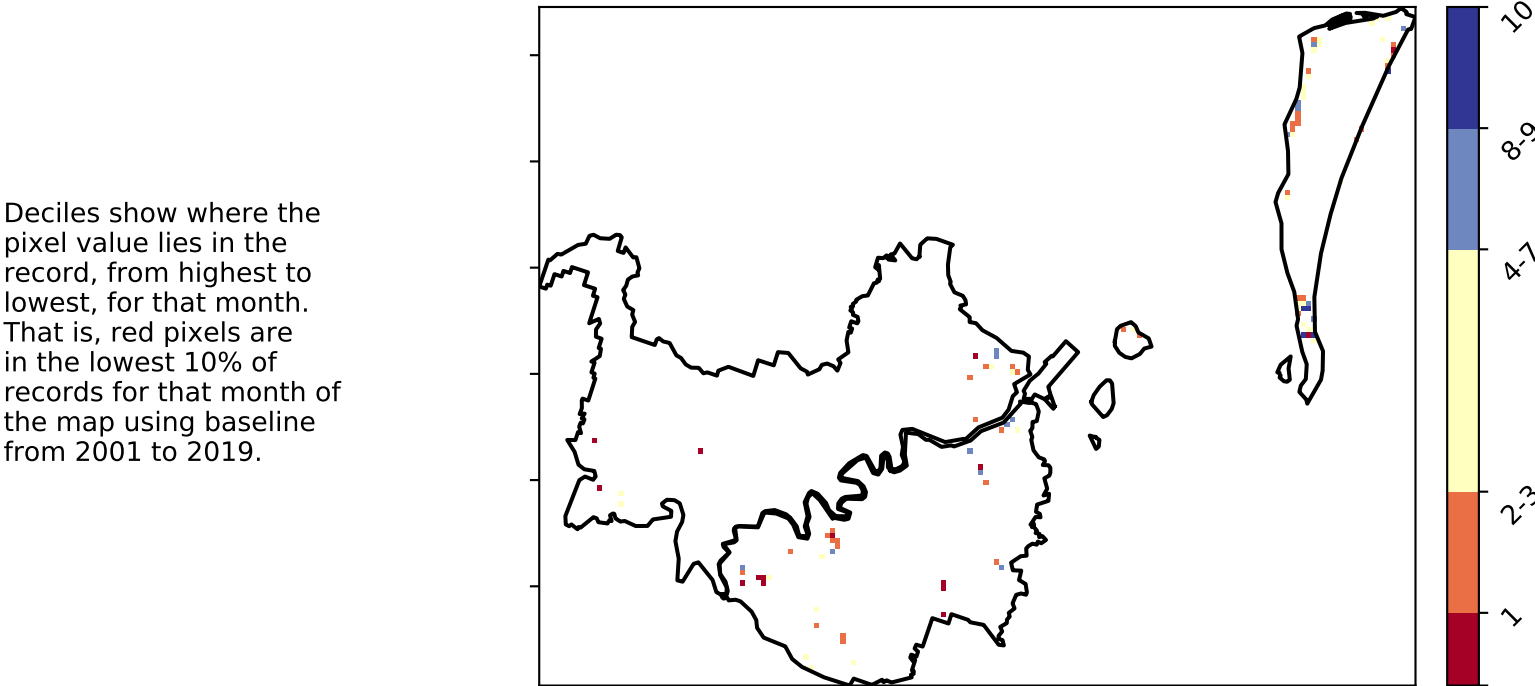 Deciles show where the
pixel value lies in the
record, from highest to
lowest, for that month.
That is, red pixels are
in the lowest 10% of
records for that month of
the map using baseline
from 2001 to 2019.
10
8-9
4-7
2-3
1